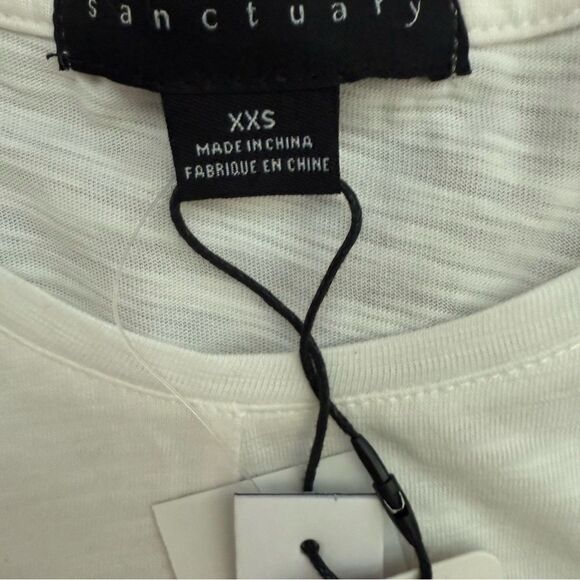 sanctuary
XXS
MADE IN CHINA
FABRIQUE EN CHINE